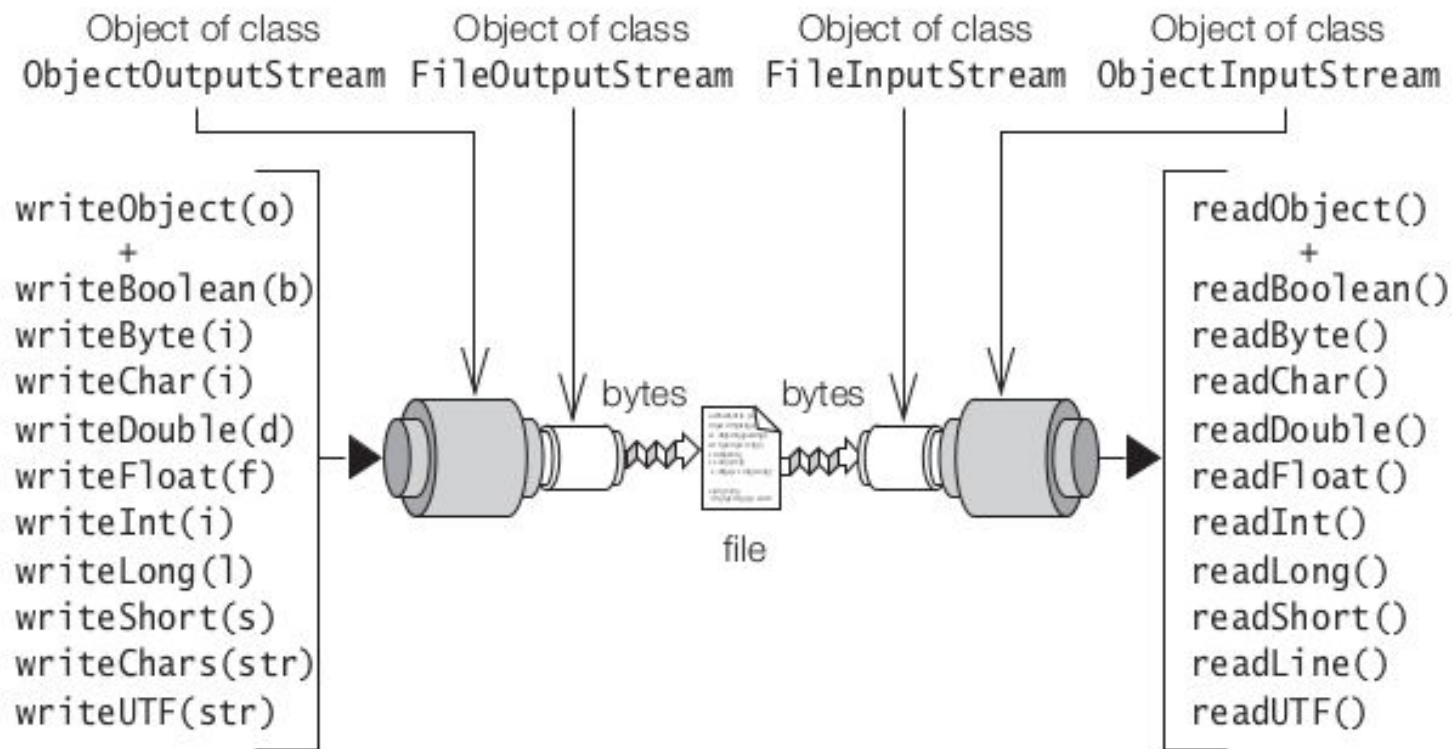 Object of class
ObjectOutputStream
Object of class
FileOutputStream
Object of class
FileInputStream
Object of class
ObjectInputStream
writeObject(o)
+
writeBoolean(b)
writeByte(i)
writeChar(i)
writeDouble(d)
writeFloat(f)
writeInt(i)
writeLong(l)
writeShort(s)
writeChars(str)
writeUTF(str)
bytes
bytes
file
readObject()
+
readBoolean()
readByte()
readChar()
readDouble()
readFloat()
readInt()
readLong()
readShort()
readLine()
readUTF()